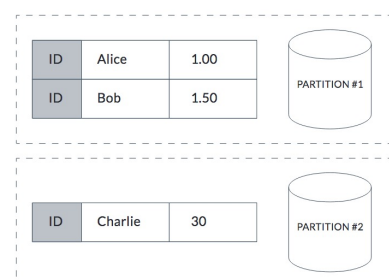 ID Alice 1.00
PARTITION #1
ID Bob 1.50
ID Charlie 30
PARTITION #2